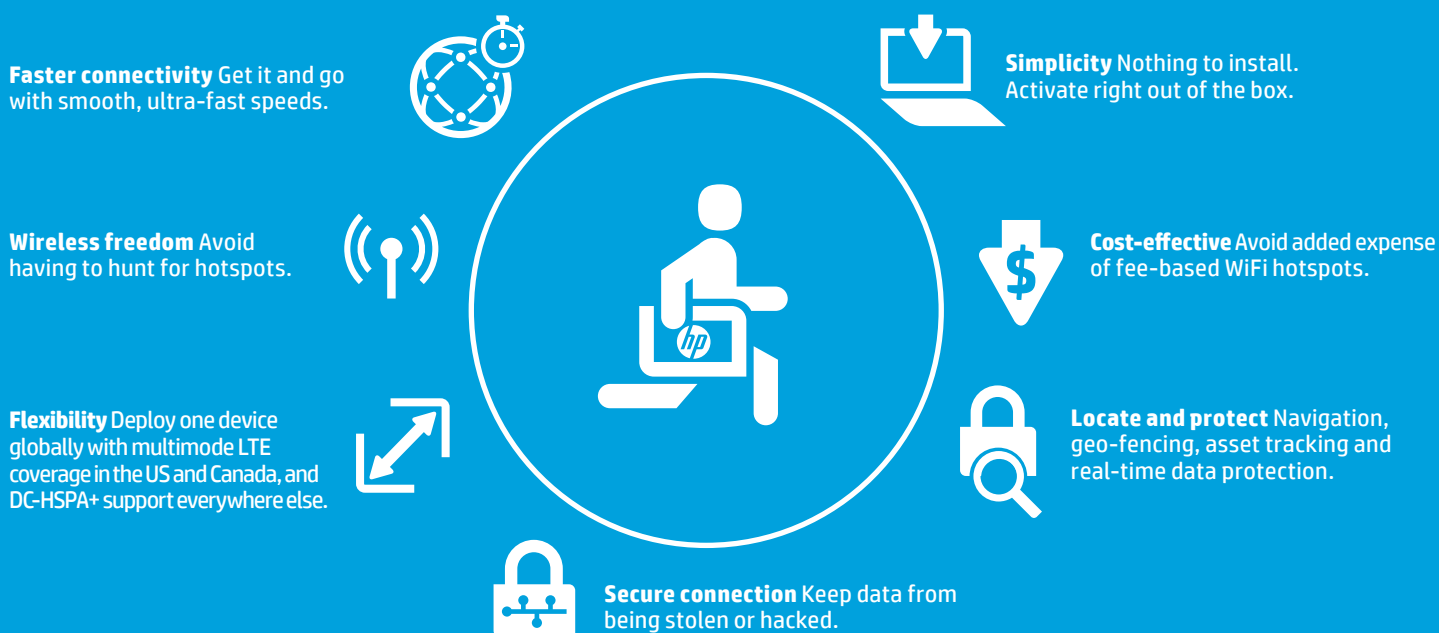 Faster connectivity Get it and go
with smooth, ultra-fast speeds.
Simplicity Nothing to install.
Activate right out of the box.
Wireless freedom Avoid
having to hunt for hotspots.
$
Cost-effective Avoid added expense
of fee-based WiFi hotspots.
hp
Flexibility Deploy one device
globally with multimode LTE
coverage in the US and Canada, and
DC-HSPA+ support everywhere else.
Locate and protect Navigation,
geo-fencing, asset tracking and
real-time data protection.
Secure connection Keep data from
being stolen or hacked.